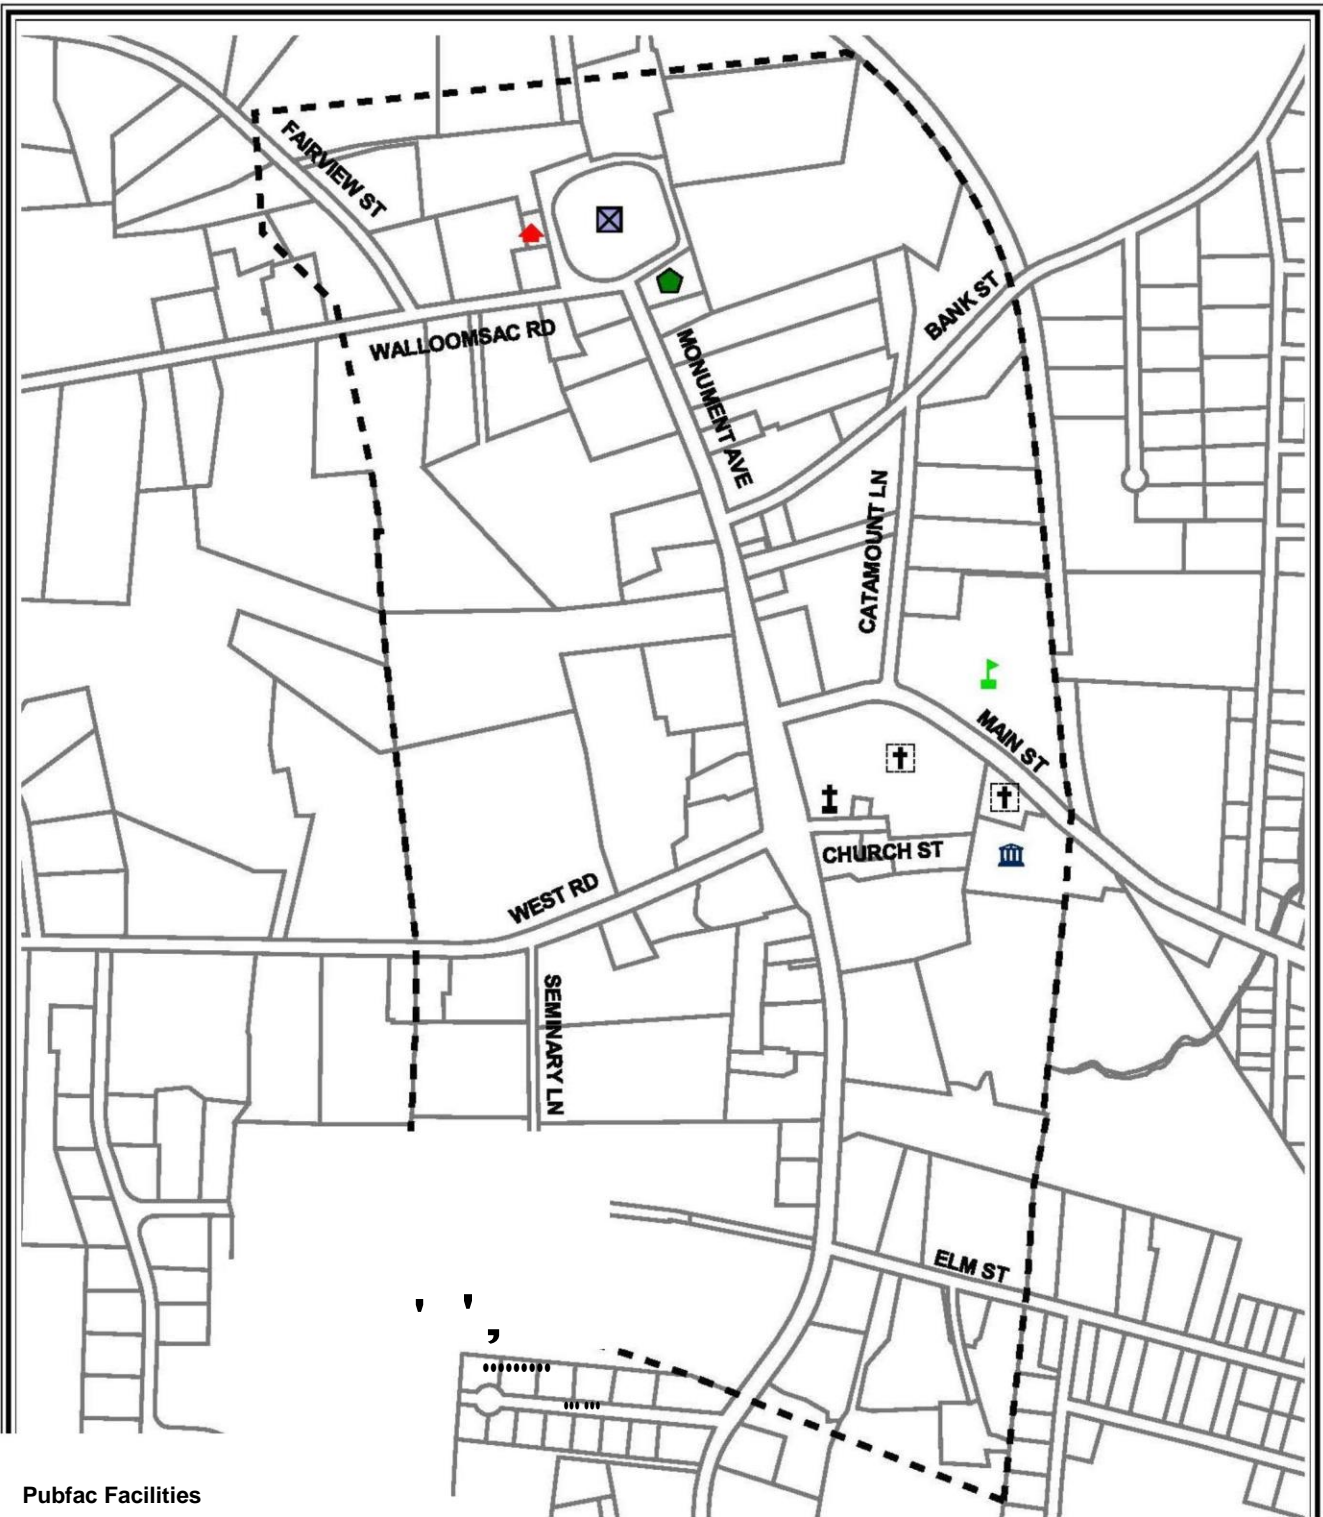 FAIRVIEW ST
WALLOOMSAC RD
MONUMENT AVE
BANK ST
CATAMOUNT LN
MAIN ST
CHURCH ST
WEST RD
SEMINARY LN
ELM ST
Pubfac Facilities